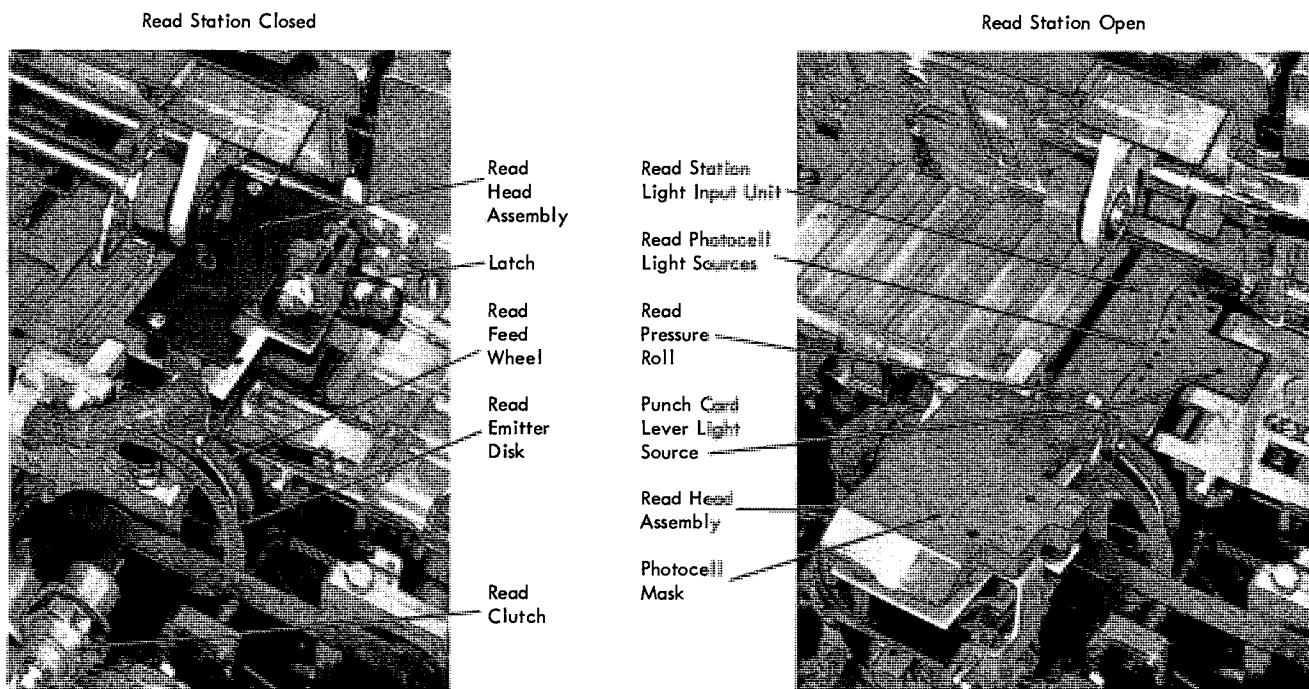 Read Station Closed
Read
Head
Assembly
Latch
Read
Feed
Wheel
Read
Emitter
Disk
Read
Clutch
Read Station Open
Read Station
Light Input Unit
Read Photocell
Light Sources
Read
Pressure
Roll
Punch Card
Lever Light
Source
Read Head
Assembly
Photocell
Mask